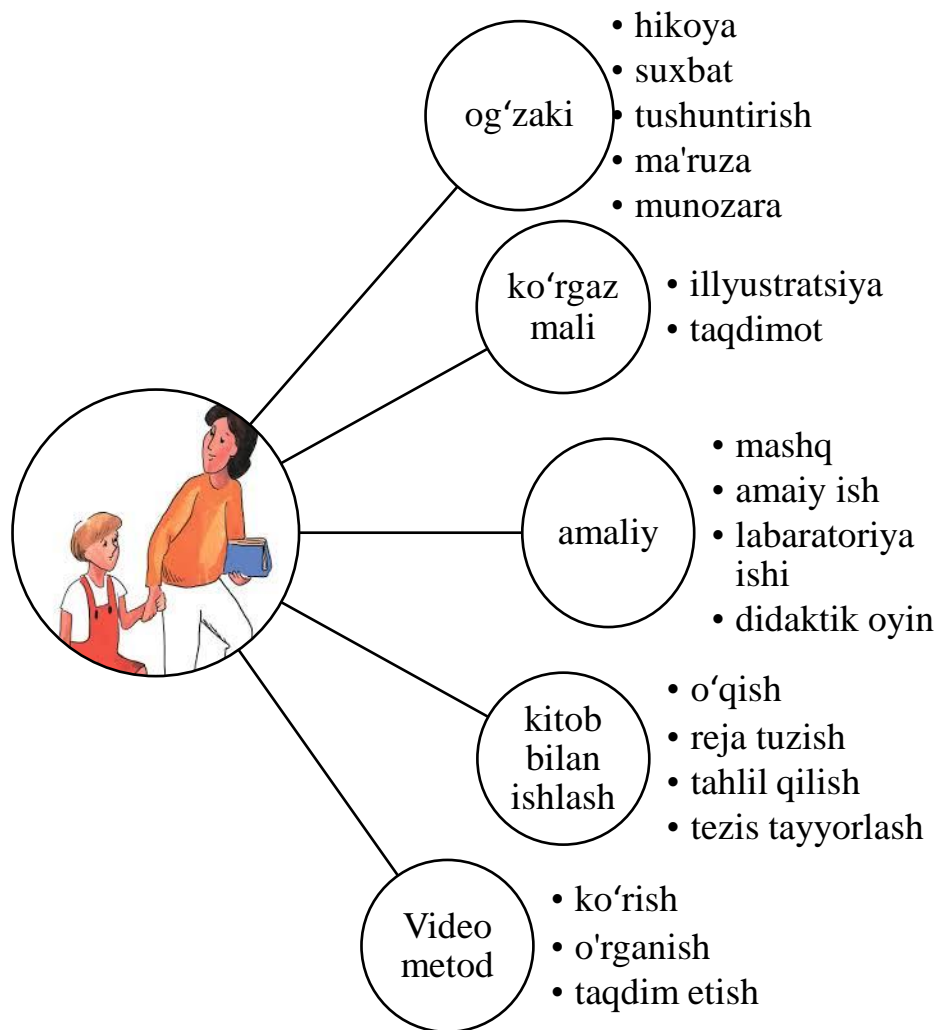 og‘zaki
• hikoya
• suxbat
• tushuntirish
• ma'ruza
• munozara
ko‘rgaz
mali
• illyustratsiya
• taqdimot
amaliy
• mashq
• amaiy ish
• labaratoriya
ishi
• didaktik oyin
kitob
bilan
ishlash
• o‘qish
• reja tuzish
• tahlil qilish
• tezis tayyorlash
Video
metod
• ko‘rish
• o'rganish
• taqdim etish